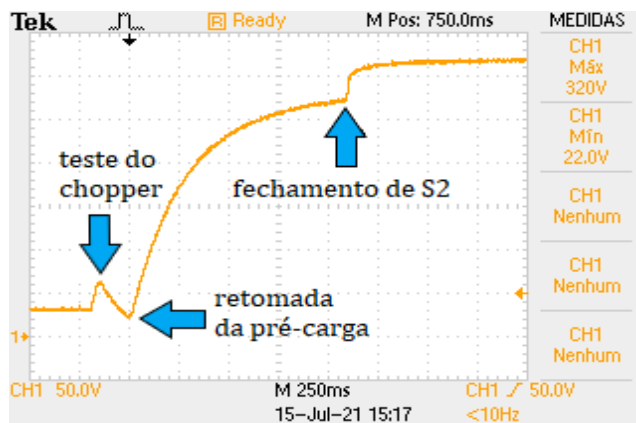 Tek
R Ready
M Pos: 750.0ms
MEDIDAS
CH1
Máx
320V
CH1
Mín
22.0V
CH1
Nenhum
CH1
Nenhum
CH1
Nenhum
teste do
chopper
fechamento de S2
retomada
da pré-carga
1
CH1 50.0V
M 250ms
CH1 50.0V
15-Jul-21 15:17
<10Hz